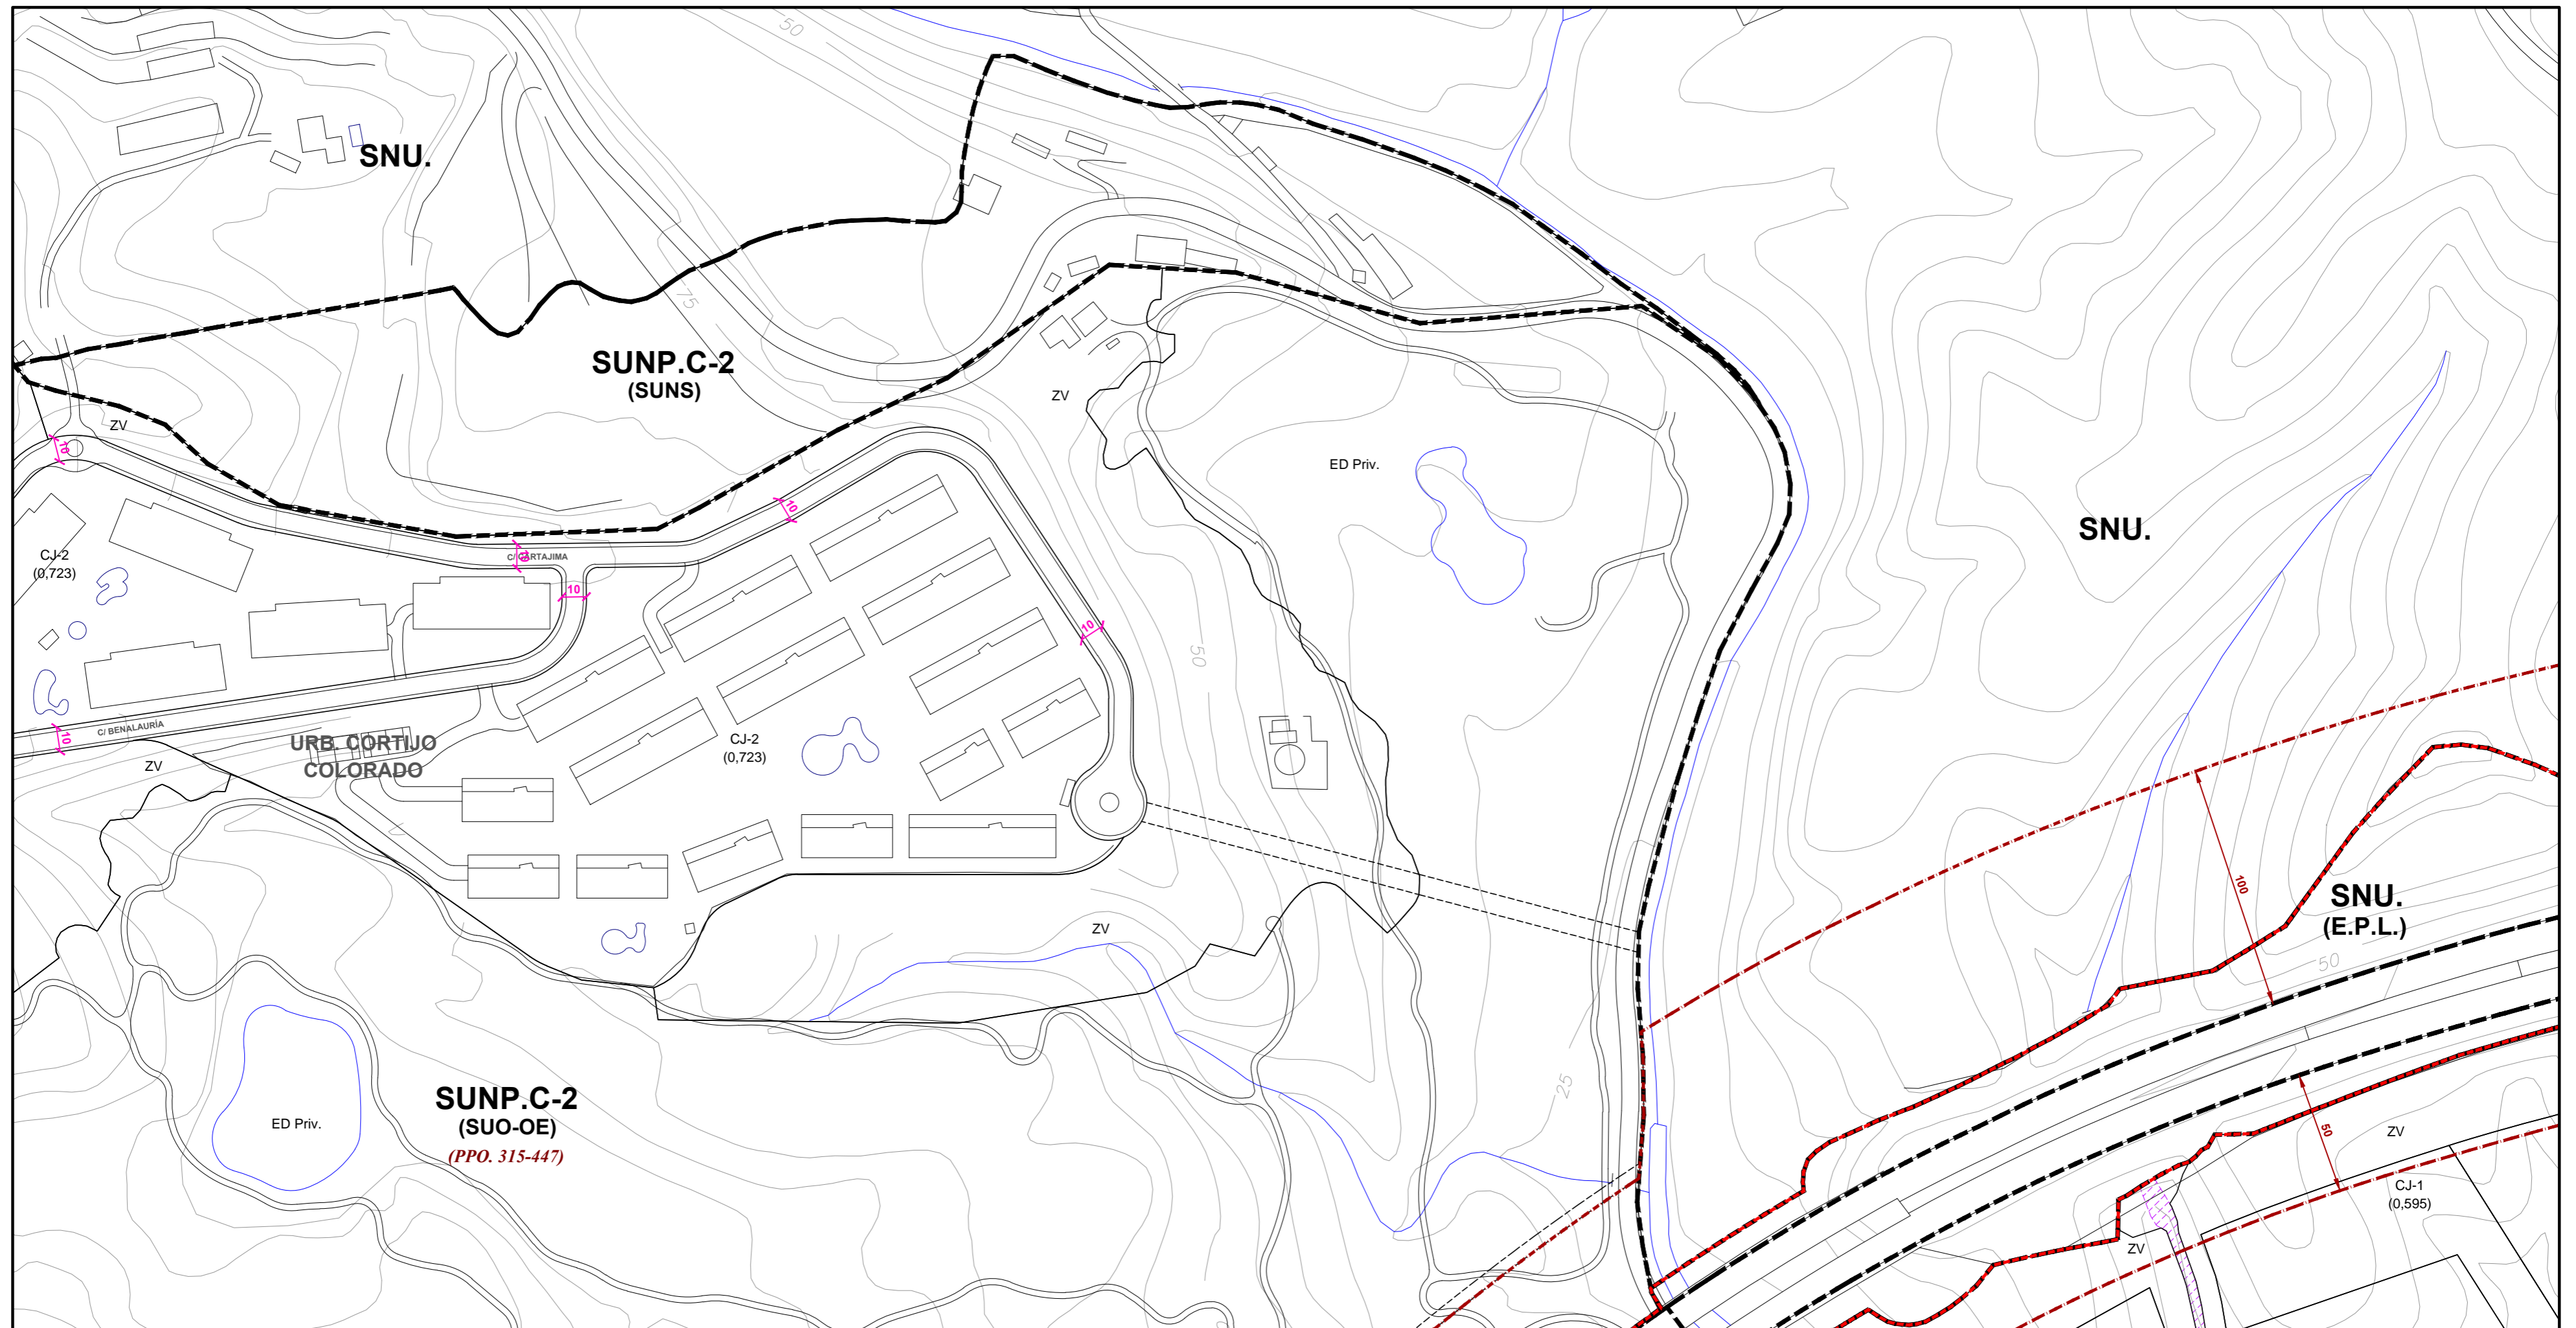 50
SNU.
75
SUNP.C-2
(SUNS)
ZV
ZV
10
ED Priv.
10
SNU.
CJ-2
(0,723)
C/ CARTAJIMA
10
10
10
50
C/ BENALAURÍA
10
URB. CORTIJO
COLORADO
CJ-2
(0,723)
ZV
100
SNU.
(E.P.L.)
ZV
50
25
SUNP.C-2
(SUO-OE)
(PPO. 315-447)
ED Priv.
50
ZV
CJ-1
(0,595)
ZV